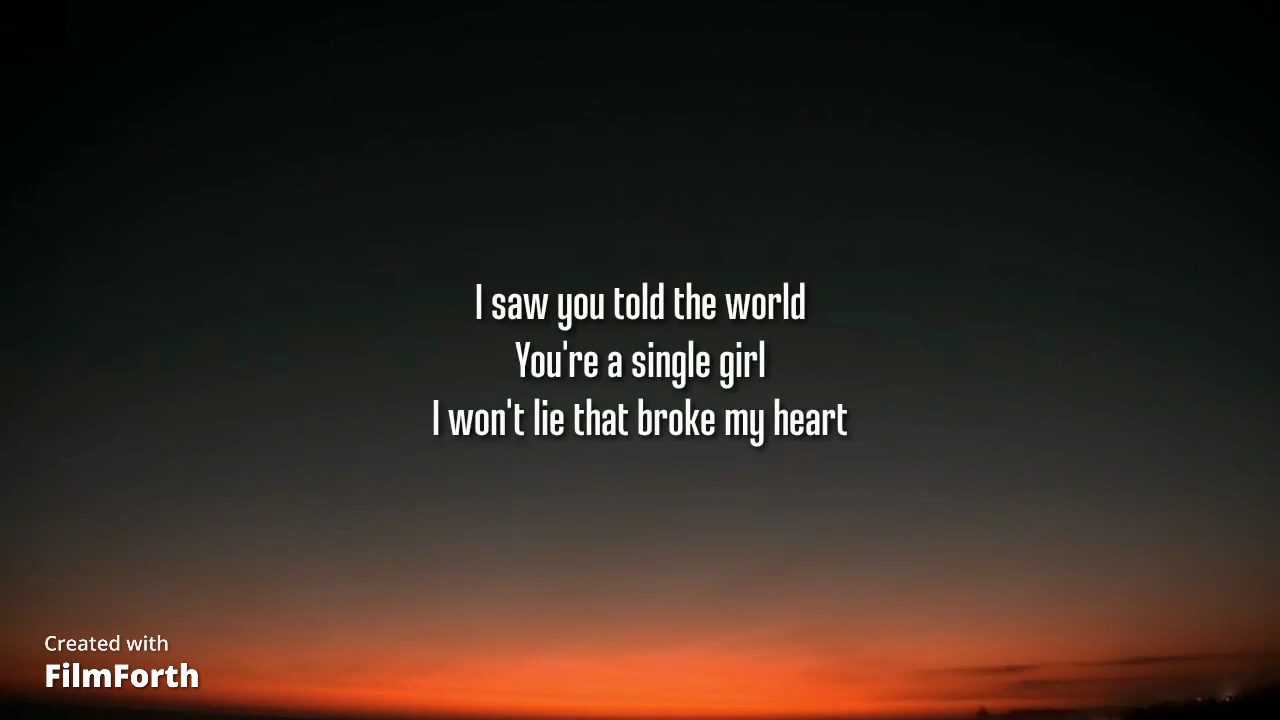 I saw you told the world
You're a single girl
I won't lie that broke my heart
Created with
FilmForth